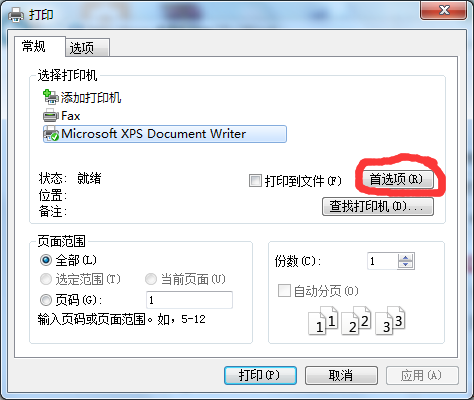 打印
常规 选项
选择打印机
添加打印机
Fax
Microsoft XPS Document Writer
状态: 就绪
位置:
备注:
打印到文件(F) 首选项(R)
查找打印机(D)...
页面范围
全部(L)
选定范围(T) 当前页面(U)
页码(G): 1
输入页码或页面范围。如,5-12
份数(C): 1
自动分页(O)
1 1 2 2 3 3
打印(P) 取消 应用(A)